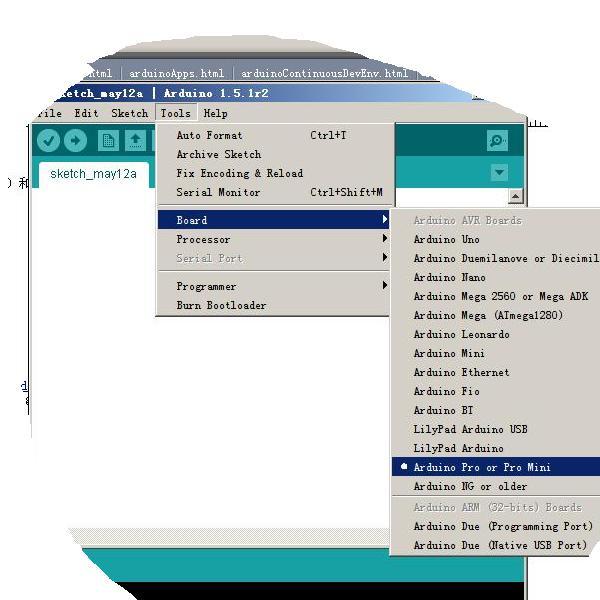 arduinoApps.html arduinoContinuousDevEnv.html
sketch_may12a | Arduino 1.5.1r2
Edit Sketch Tools Help
Auto Format Ctrl+T
Archive Sketch
Fix Encoding & Reload
sketch_may12a
Serial Monitor Ctrl+Shift+M
Board
Processor
Serial Port
Programmer
Burn Bootloader
Arduino AVR Boards
Arduino Uno
Arduino Duemilanove or Diecimil
Arduino Nano
Arduino Mega 2560 or Mega ADK
Arduino Mega (ATmega1280)
Arduino Leonardo
Arduino Mini
Arduino Ethernet
Arduino Fio
Arduino BT
LilyPad Arduino USB
LilyPad Arduino
Arduino Pro or Pro Mini
Arduino NG or older
Arduino ARM (32-bits) Boards
Arduino Due (Programming Port)
Arduino Due (Native USB Port)